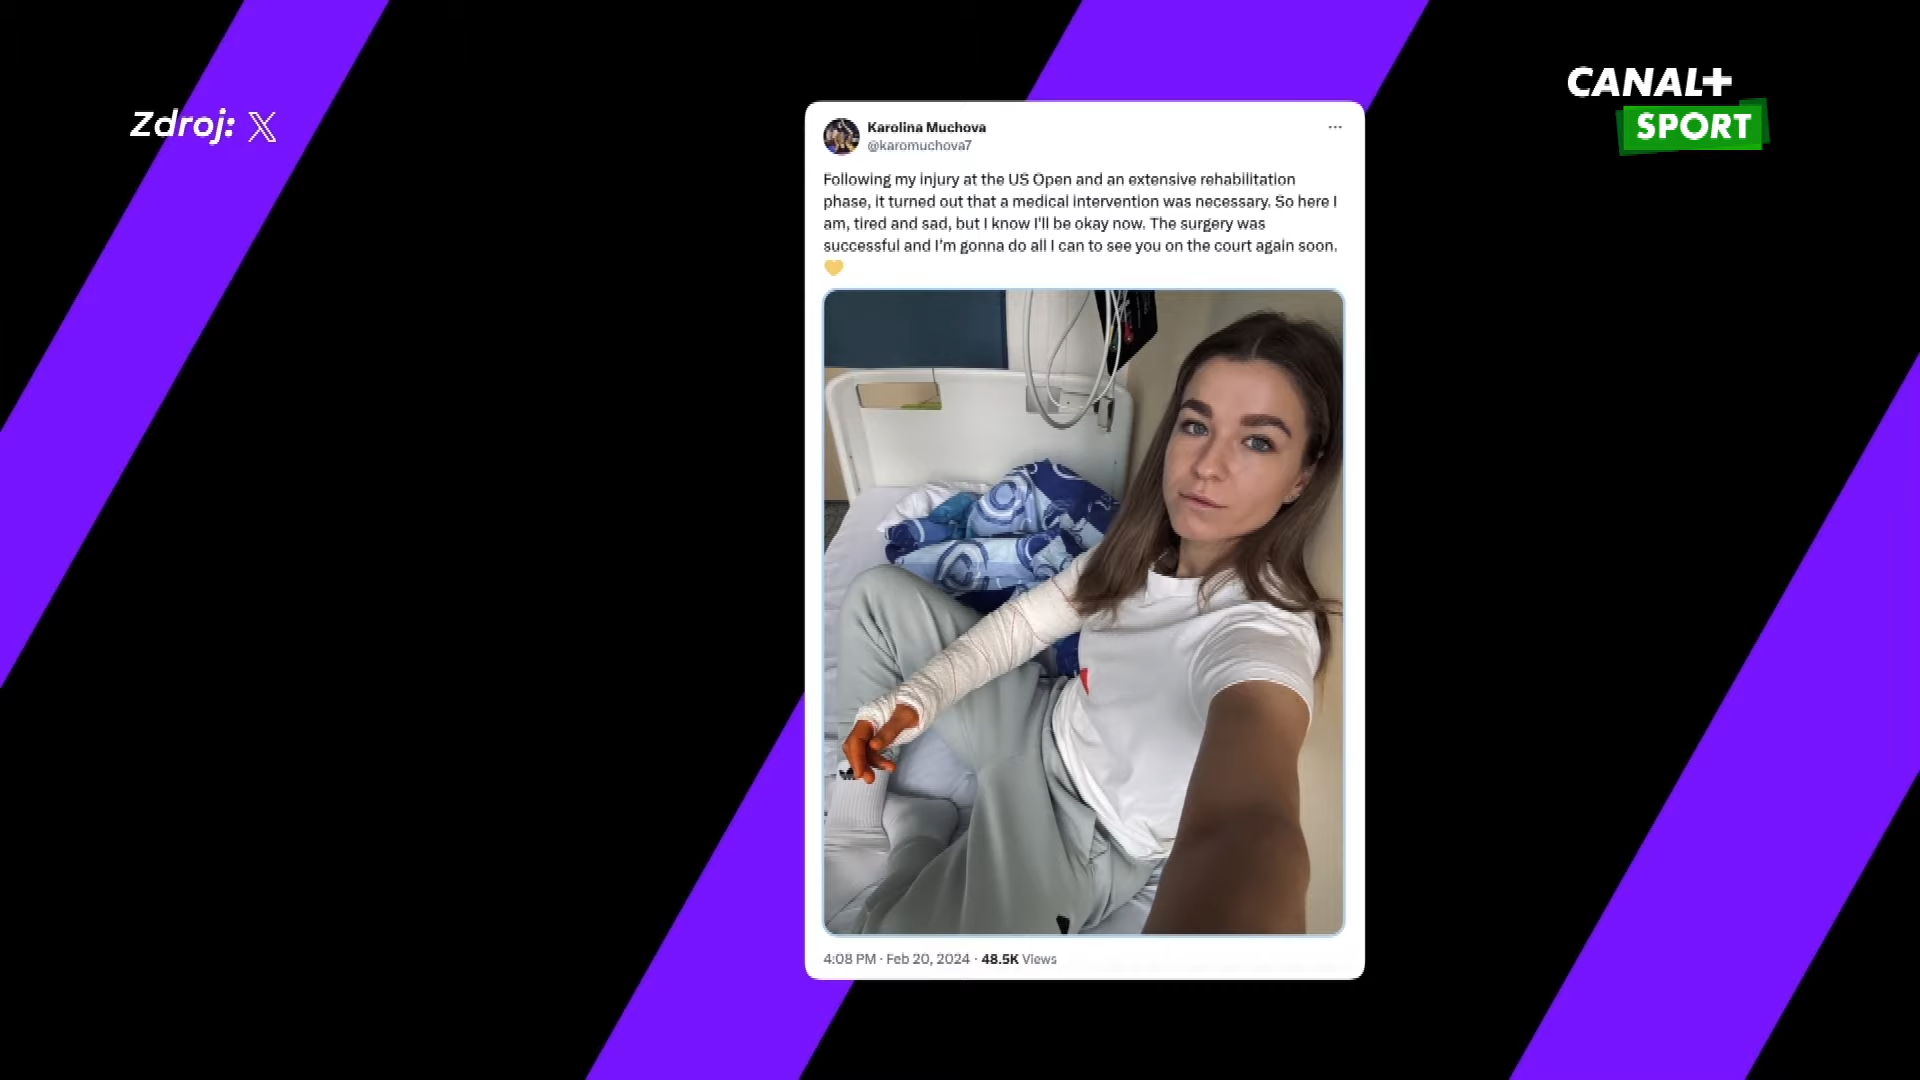 Zdroj: X
CANAL+
SPORT
Karolina Muchova
@karomuchova7
Following my injury at the US Open and an extensive rehabilitation
phase, it turned out that a medical intervention was necessary. So here I
am, tired and sad, but I know I'll be okay now. The surgery was
successful and I'm gonna do all I can to see you on the court again soon.
💛
4:08 PM · Feb 20, 2024 · 48.5K Views